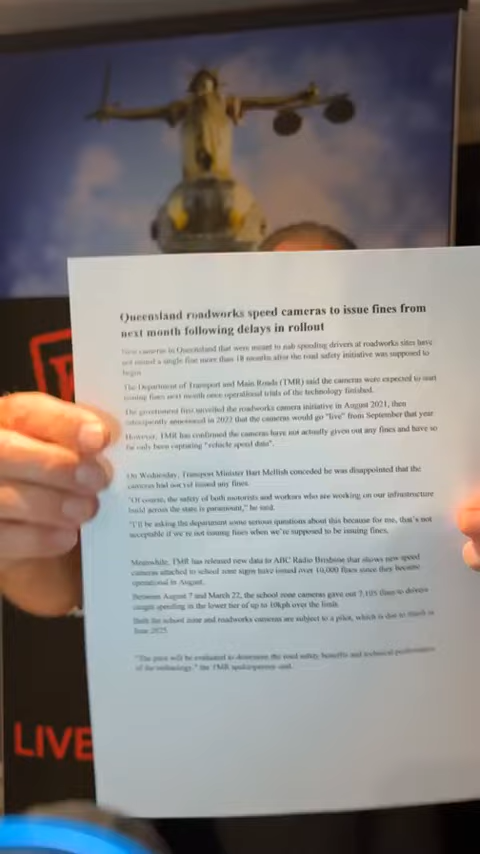 Queensland roadworks speed cameras to issue fines from
next month following delays in rollout
New cameras in Queensland that were meant to nab speeding drivers at roadworks sites have
not issued a single fine more than 18 months after the road safety initiative was supposed to
begin.
The Department of Transport and Main Roads (TMR) said the cameras were expected to start
issuing fines next month once operational trials of the technology finished.
The government first unveiled the roadworks camera initiative in August 2021, then
subsequently announced in 2022 that the cameras would go "live" from September that year
However, TMR has confirmed the cameras have not actually given out any fines and have so
far only been capturing "vehicle speed data".
On Wednesday, Transport Minister Bart Mellish conceded he was disappointed that the
cameras had not yet issued any fines.
"Of course, the safety of both motorists and workers who are working on our infrastructure
build across the state is paramount," he said.
"I'll be asking the department some serious questions about this because for me, that's not
acceptable if we're not issuing fines when we're supposed to be issuing fines.
Meanwhile, TMR has released new data to ABC Radio Brisbane that shows new speed
cameras attached to school zone signs have issued over 10,000 fines since they became
operational in August.
Between August 7 and March 22, the school zone cameras gave out 7,105 fines to drivers
caught speeding in the lower tier of up to 10kph over the limit.
Both the school zone and roadworks cameras are subject to a pilot, which is due to finish in
June 2025.
"The pilot will be evaluated to determine the road safety benefits and technical performance
of the technology," the TMR spokesperson said.
LIVE